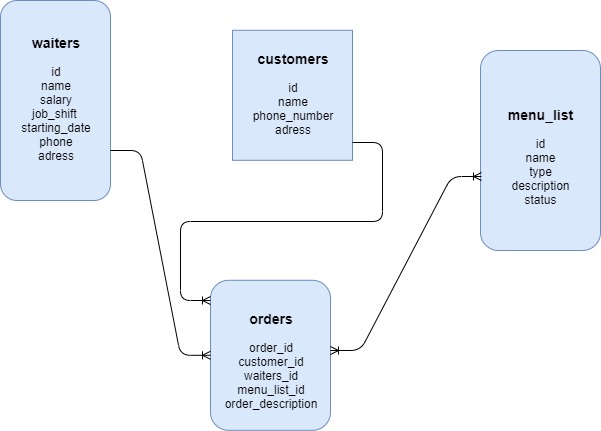 waiters
id
name
salary
job_shift
starting_date
phone
adress
customers
id
name
phone_number
adress
menu_list
id
name
type
description
status
orders
order_id
customer_id
waiters_id
menu_list_id
order_description